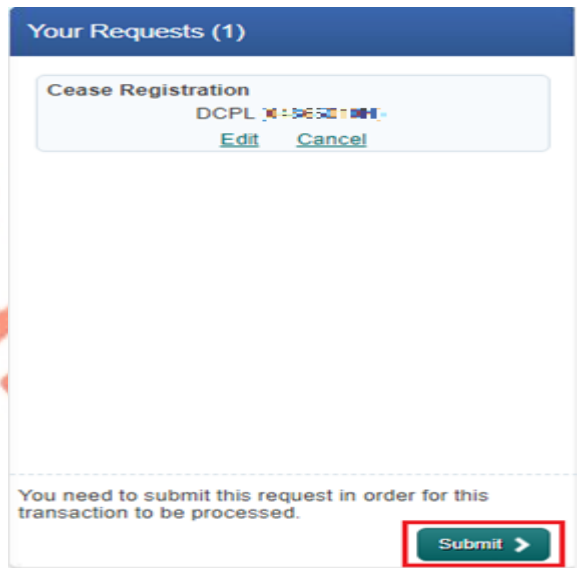 Your Requests (1)
Cease Registration
DCPL
Edit Cancel
You need to submit this request in order for this
transaction to be processed.
Submit